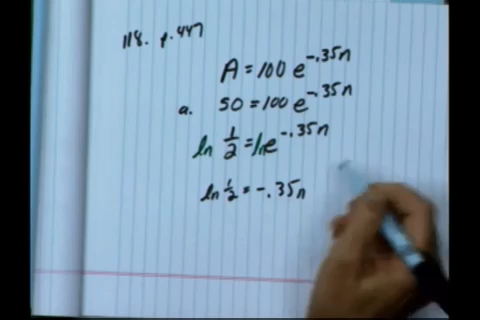 118. p.447
A = 100 e^-.35n
a. 50 = 100 e^-.35n
ln 1/2 = ln e^-.35n
ln 1/2 = -.35n